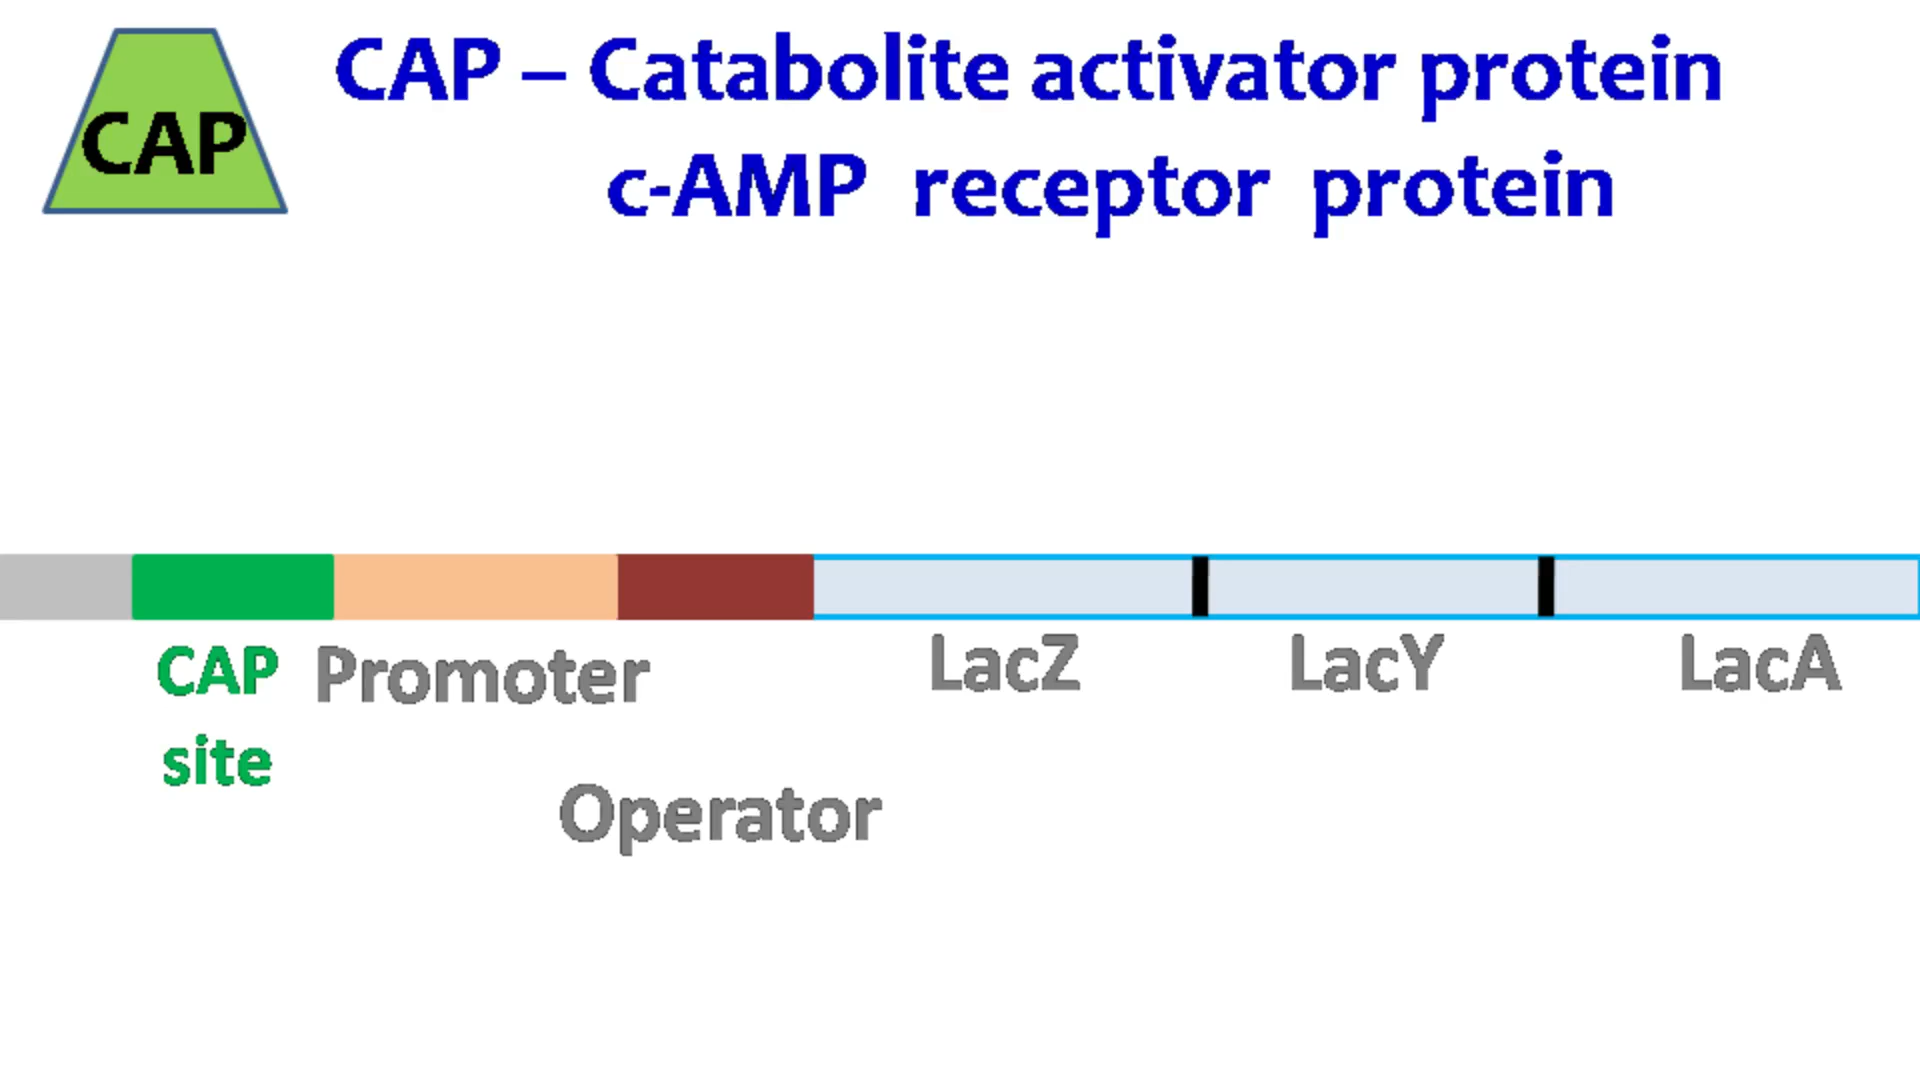 CAP
CAP – Catabolite activator protein
c-AMP receptor protein
CAP
site
Promoter
Operator
LacZ
LacY
LacA